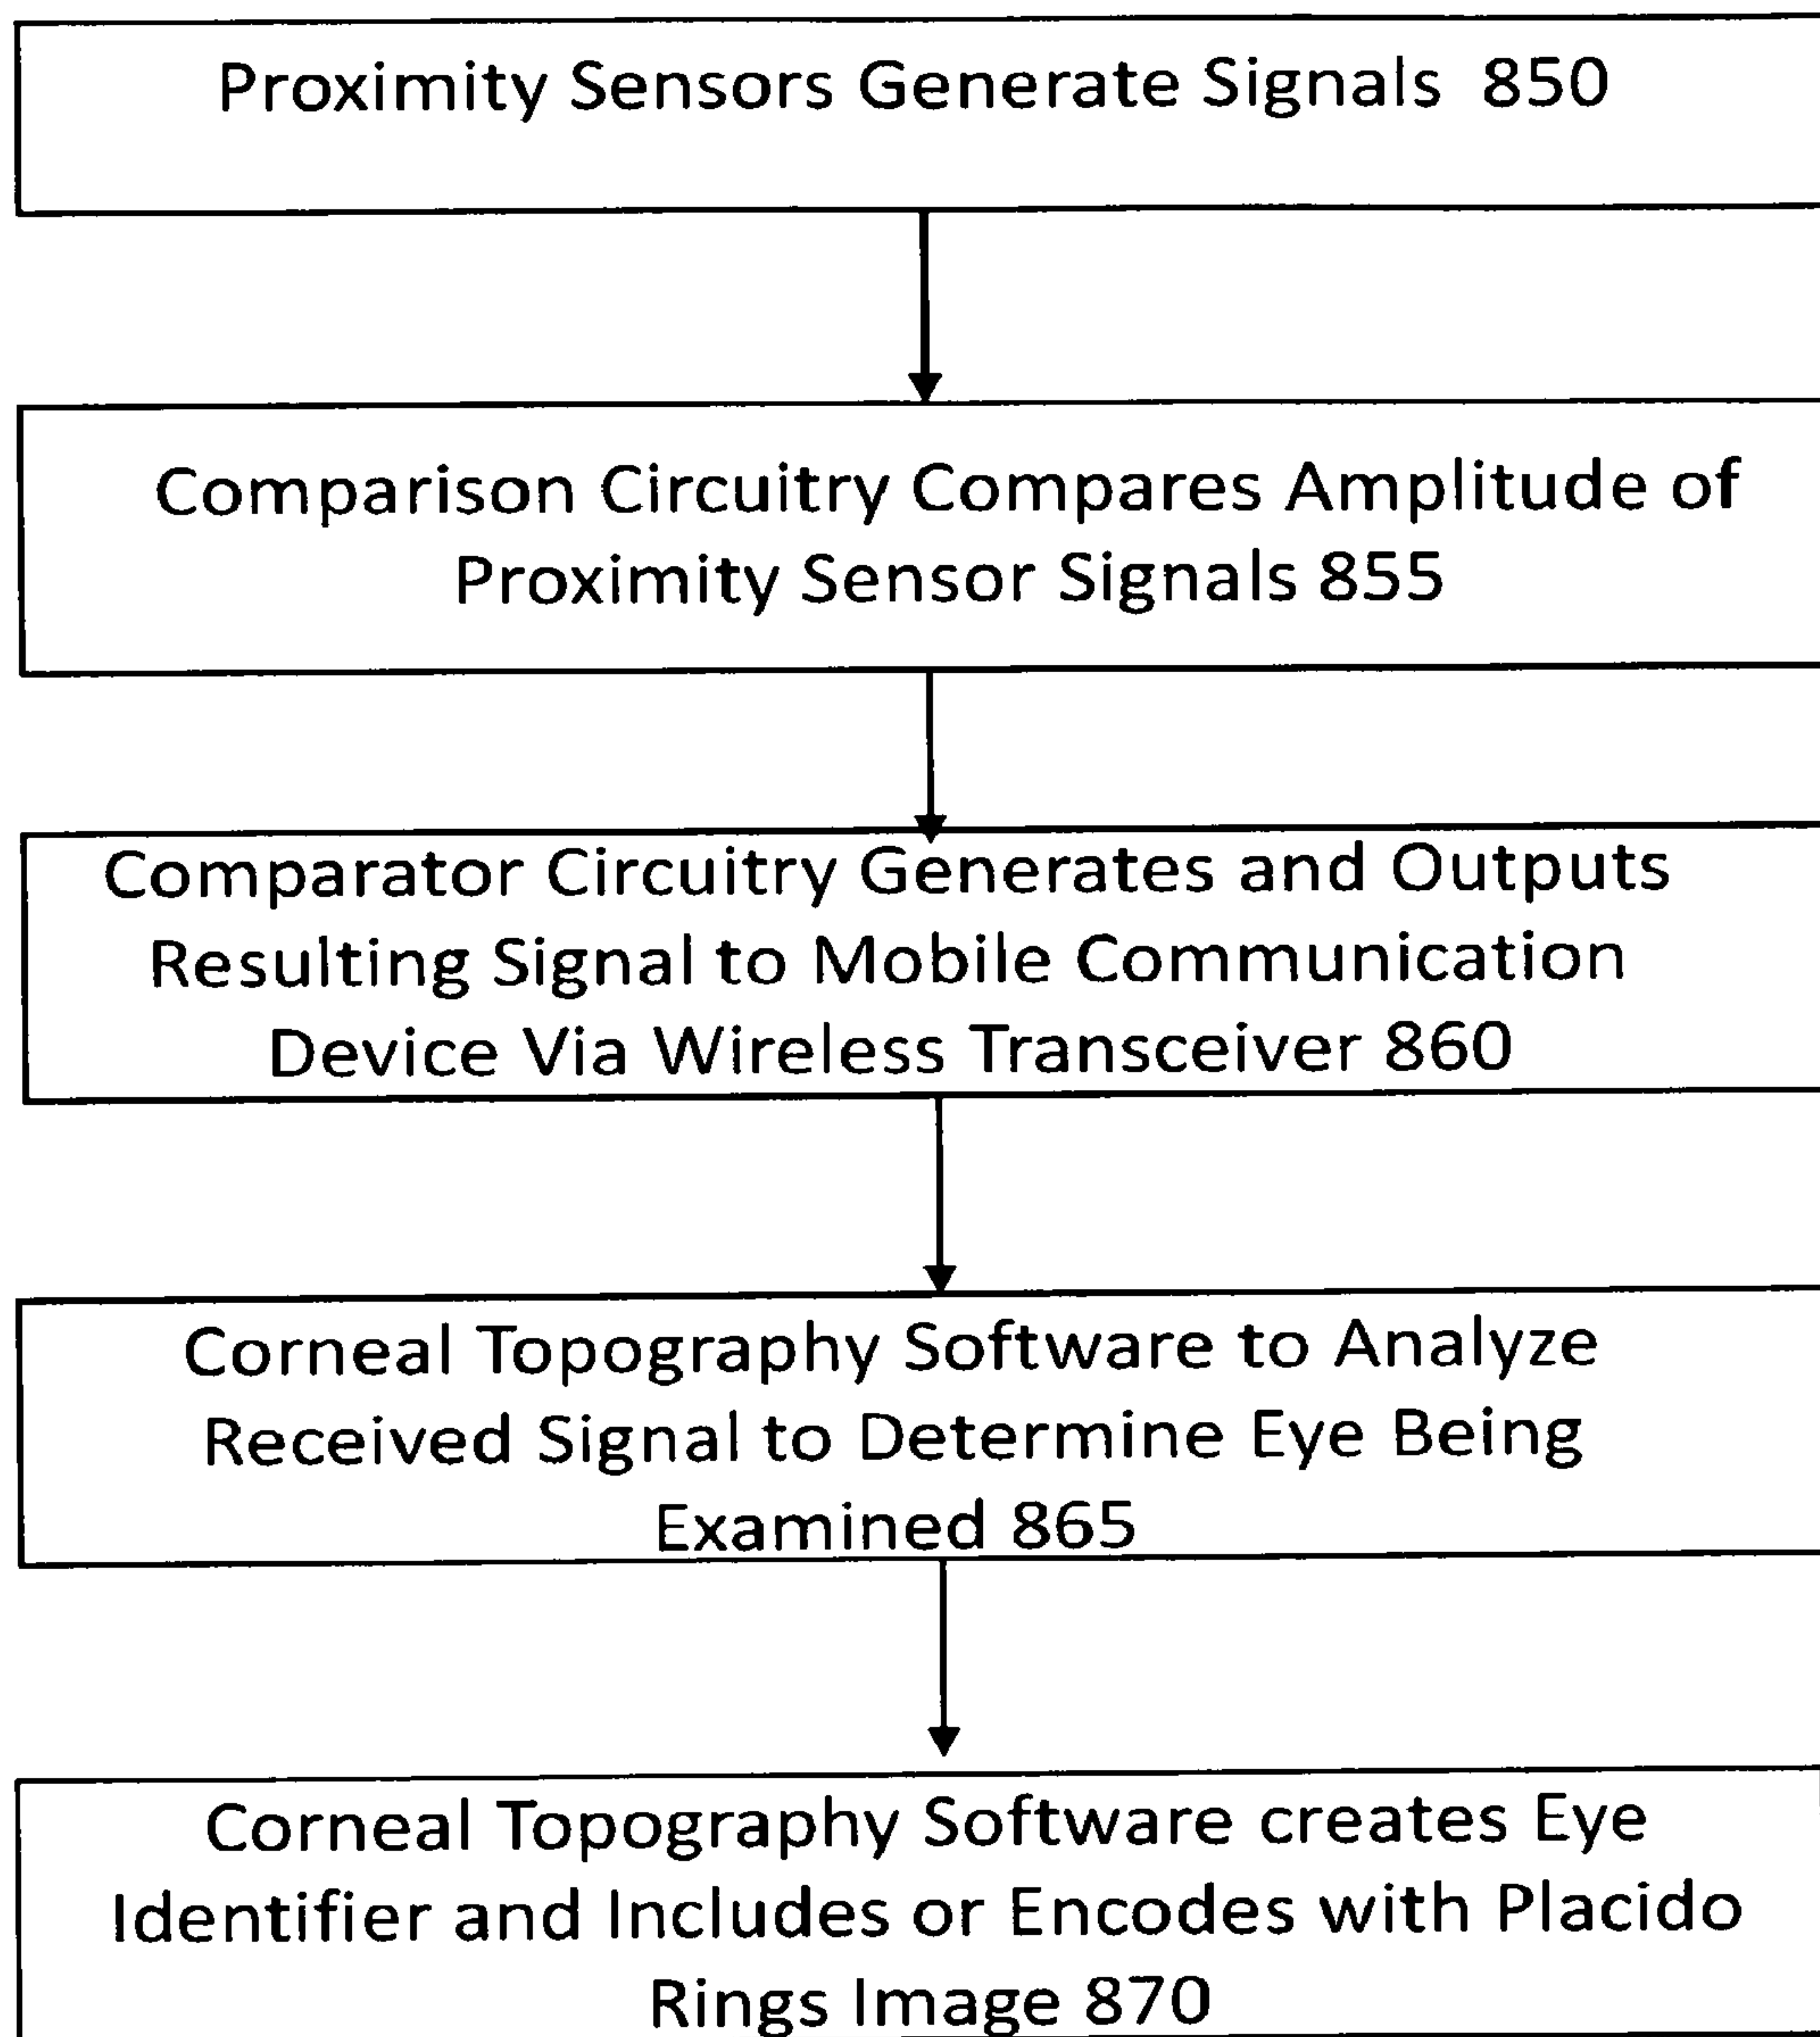 Proximity Sensors Generate Signals 850
Comparison Circuitry Compares Amplitude of
Proximity Sensor Signals 855
Comparator Circuitry Generates and Outputs
Resulting Signal to Mobile Communication
Device Via Wireless Transceiver 860
Corneal Topography Software to Analyze
Received Signal to Determine Eye Being
Examined 865
Corneal Topography Software creates Eye
Identifier and Includes or Encodes with Placido
Rings Image 870